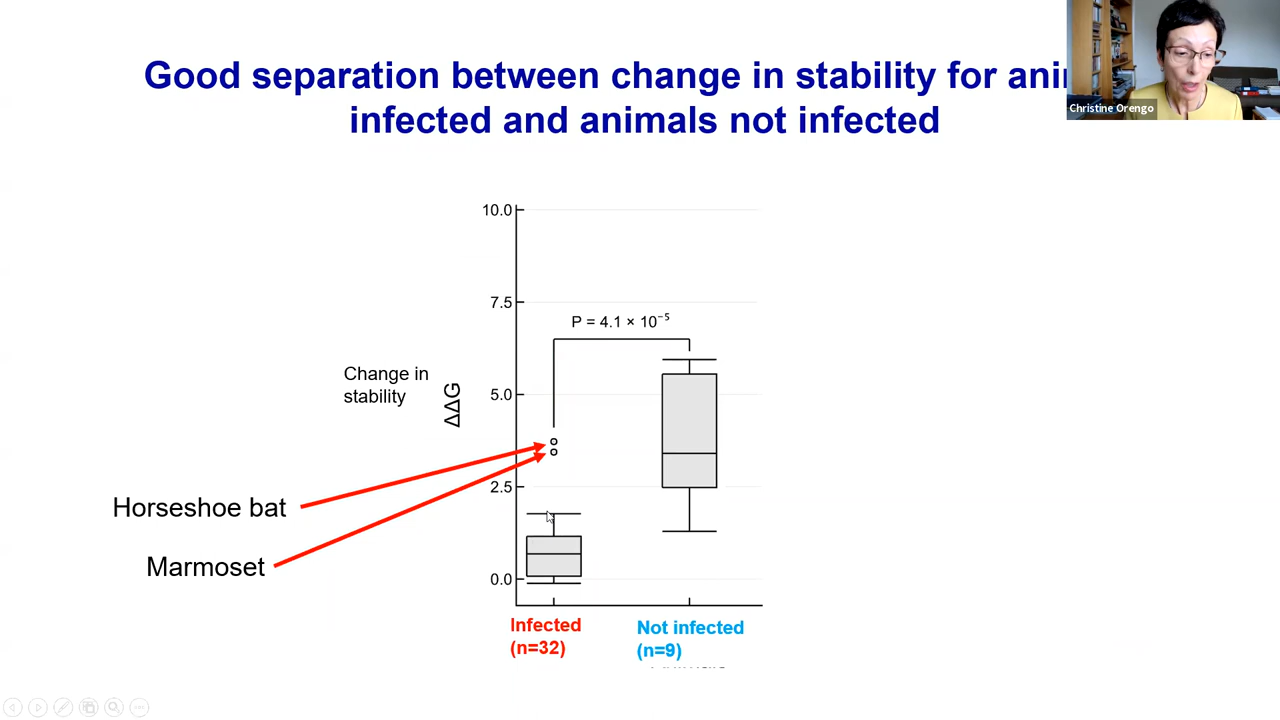 Good separation between change in stability for
infected and animals not infected
Christine Orengo
10.0
7.5
5.0
2.5
0.0
P = 4.1 × 10⁻⁵
Change in
stability
ΔΔG
Horseshoe bat
Marmoset
Infected
(n=32)
Not infected
(n=9)